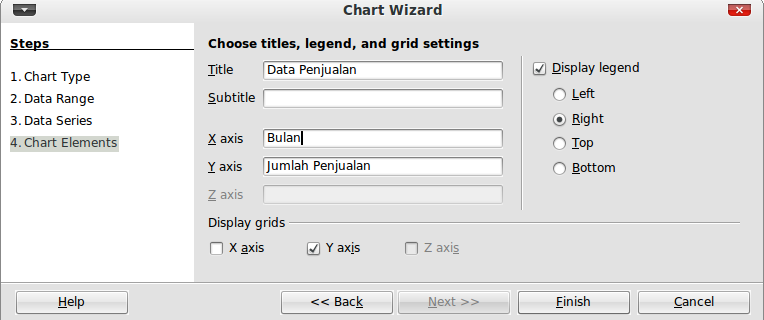 Chart Wizard
Steps
1. Chart Type
2. Data Range
3. Data Series
4. Chart Elements
Choose titles, legend, and grid settings
Title Data Penjualan
Subtitle
X axis Bulan
Y axis Jumlah Penjualan
Z axis
Display legend
Left
Right
Top
Bottom
Display grids
X axis Y axis Z axis
Help << Back Next >> Finish Cancel